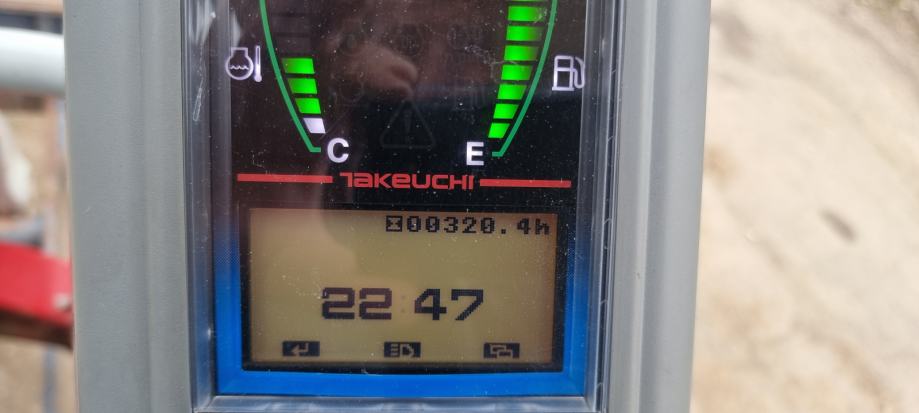 C E
TAKEUCHI
00320.4h
22:47